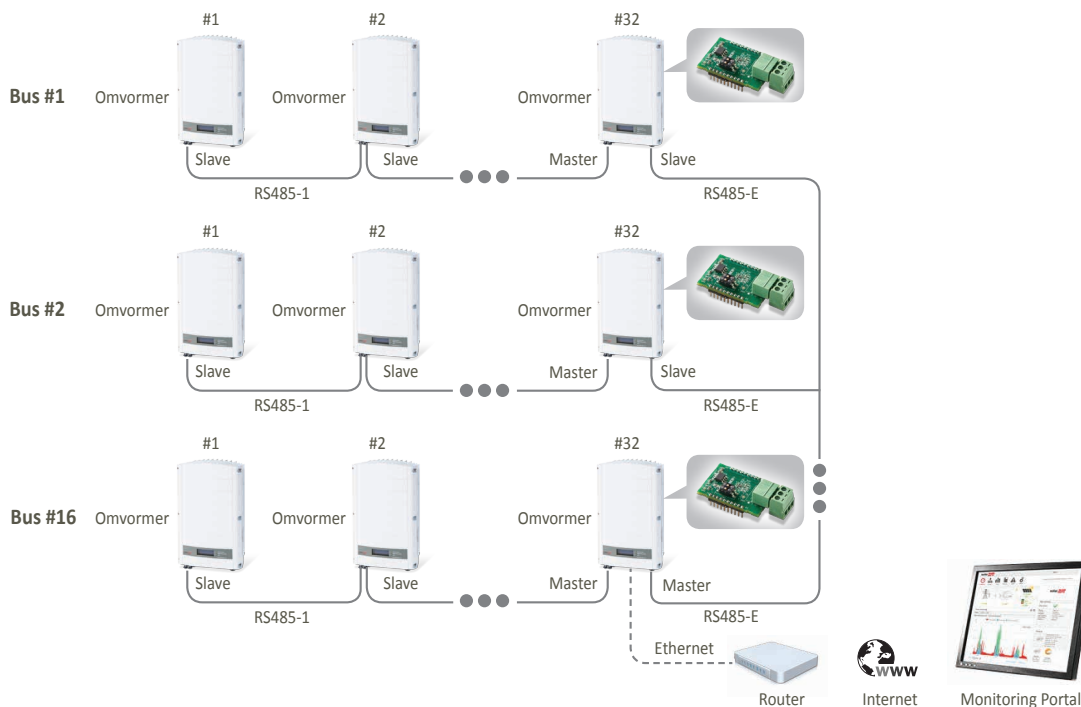 #1 #2 #32
Bus #1 Omvormer Omvormer Omvormer
Slave Slave Master Slave
RS485-1 RS485-E
#1 #2 #32
Bus #2 Omvormer Omvormer Omvormer
Slave Slave Master Slave
RS485-1 RS485-E
#1 #2 #32
Bus #16 Omvormer Omvormer Omvormer
Slave Slave Master Master
RS485-1 RS485-E
Ethernet
www
Router Internet Monitoring Portal